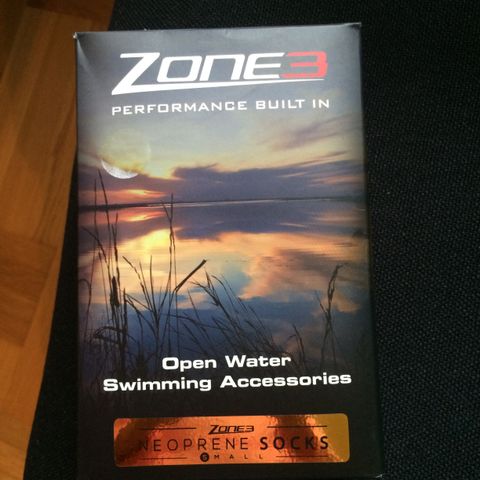 ZONE3
PERFORMANCE BUILT IN
Open Water
Swimming Accessories
ZONE3
NEOPRENE SOCKS
SMALL